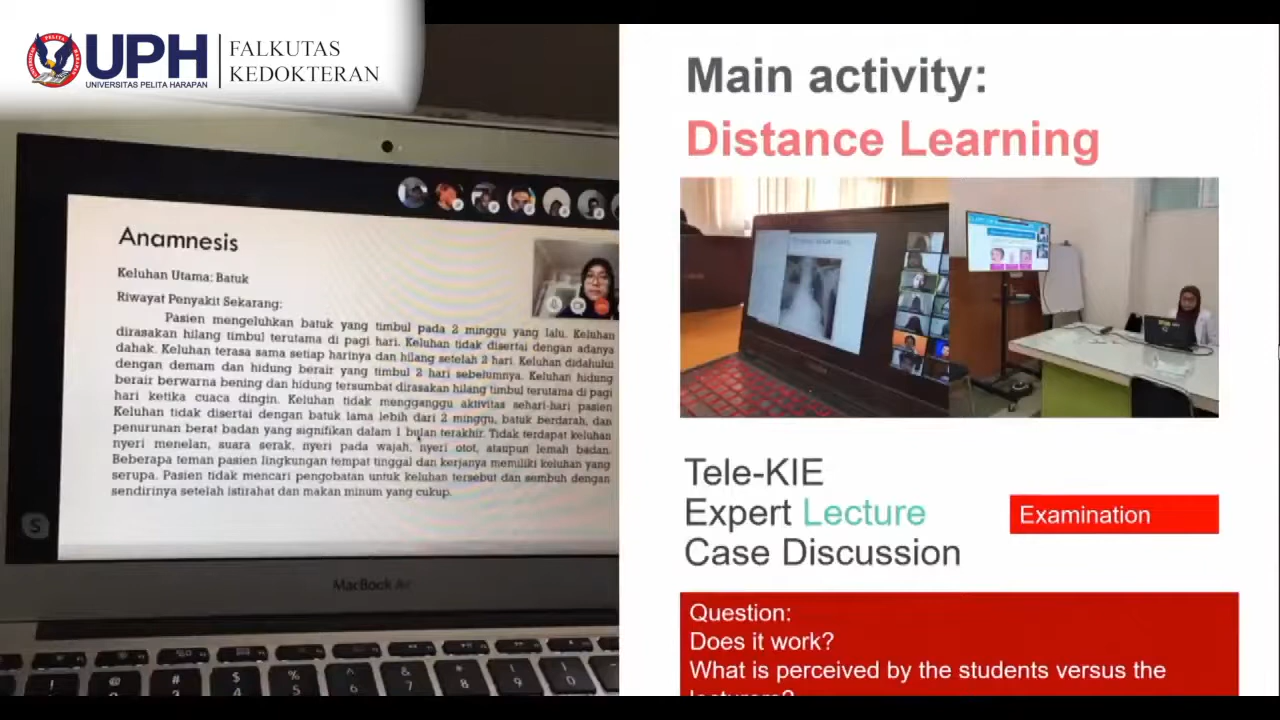 UPH
UNIVERSITAS PELITA HARAPAN
FALKUTAS
KEDOKTERAN
Anamnesis
Keluhan Utama: Batuk
Riwayat Penyakit Sekarang:
Pasien mengeluhkan batuk yang timbul pada 2 minggu yang lalu. Keluhan
dirasakan hilang timbul terutama di pagi hari. Keluhan tidak disertai dengan adanya
dahak. Keluhan terasa sama setiap harinya dan hilang setelah 2 hari. Keluhan didahului
dengan demam dan hidung berair yang timbul 2 hari sebelumnya. Keluhan hidung
berair berwarna bening dan hidung tersumbat dirasakan hilang timbul terutama di pagi
hari ketika cuaca dingin. Keluhan tidak mengganggu aktivitas sehari-hari pasien
Keluhan tidak disertai dengan batuk lama lebih dari 2 minggu, batuk berdarah, dan
penurunan berat badan yang signifikan dalam 1 bulan terakhir. Tidak terdapat keluhan
nyeri menelan, suara serak, nyeri pada wajah, nyeri otot, ataupun lemah badan.
Beberapa teman pasien lingkungan tempat tinggal dan kerjanya memiliki keluhan yang
serupa. Pasien tidak mencari pengobatan untuk keluhan tersebut dan sembuh dengan
sendirinya setelah istirahat dan makan minum yang cukup.
S
MacBook Air
Main activity:
Distance Learning
Tele-KIE
Expert Lecture
Case Discussion
Examination
Question:
Does it work?
What is perceived by the students versus the